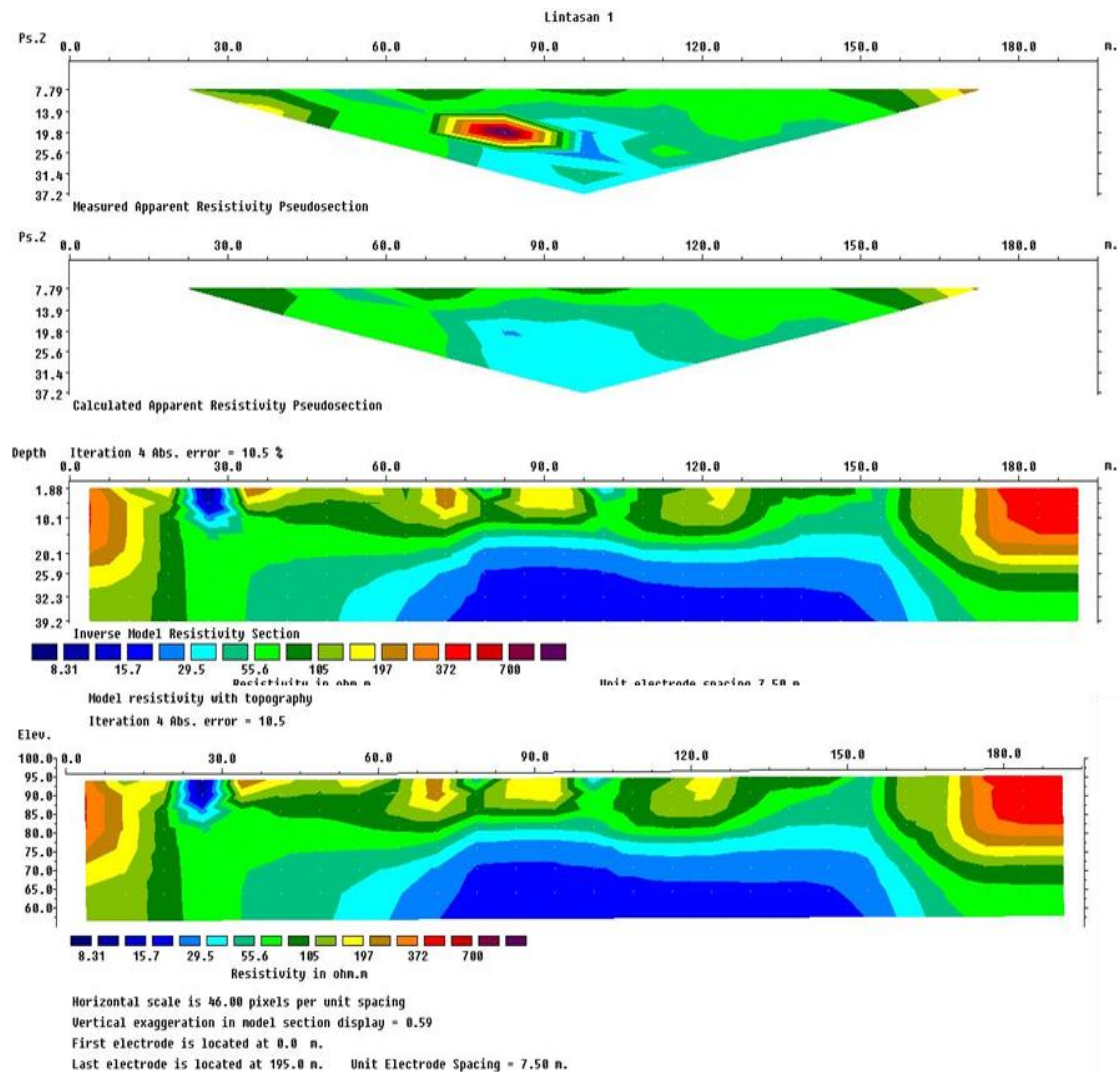 Lintasan 1
Ps.Z 0.0 30.0 60.0 90.0 120.0 150.0 180.0 m.
7.79
13.9
19.8
25.6
31.4
37.2
Measured Apparent Resistivity Pseudosection
Ps.Z 0.0 30.0 60.0 90.0 120.0 150.0 180.0 m.
7.79
13.9
19.8
25.6
31.4
37.2
Calculated Apparent Resistivity Pseudosection
Depth Iteration 4 Abs. error = 10.5 %
0.0 30.0 60.0 90.0 120.0 150.0 180.0 m.
1.88
10.1
20.1
25.9
32.3
39.2
Inverse Model Resistivity Section
8.31 15.7 29.5 55.6 105 197 372 700
Resistivity in ohm.m Unit electrode spacing 7.50 m.
Model resistivity with topography
Iteration 4 Abs. error = 10.5
Elev.
100.0 0.0 30.0 60.0 90.0 120.0 150.0 180.0
95.0
90.0
85.0
80.0
75.0
70.0
65.0
60.0
8.31 15.7 29.5 55.6 105 197 372 700
Resistivity in ohm.m
Horizontal scale is 46.00 pixels per unit spacing
Vertical exaggeration in model section display = 0.59
First electrode is located at 0.0 m.
Last electrode is located at 195.0 m. Unit Electrode Spacing = 7.50 m.